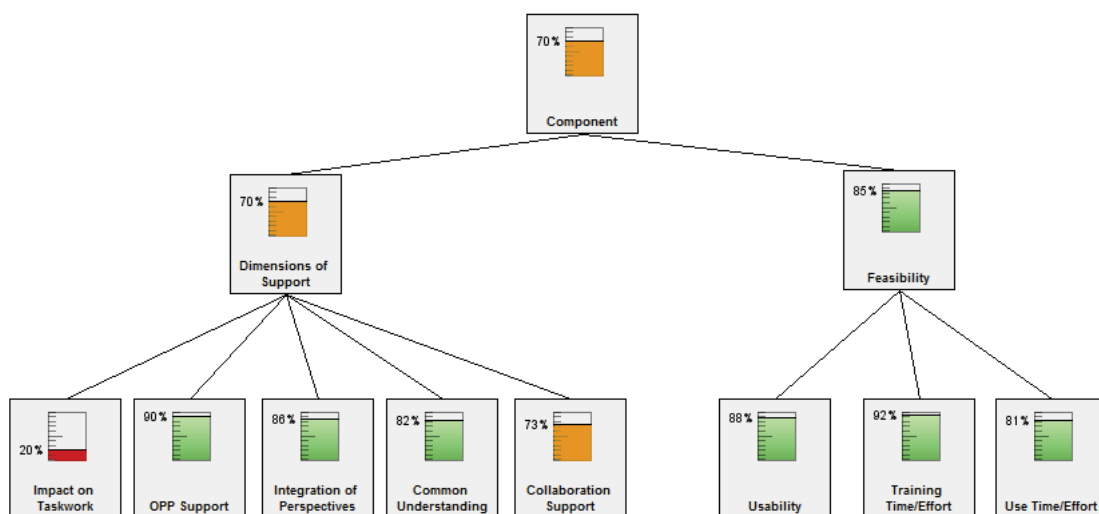 70%
Component
70%
Dimensions of
Support
85%
Feasibility
20%
Impact on
Taskwork
90%
OPP Support
86%
Integration of
Perspectives
82%
Common
Understanding
73%
Collaboration
Support
88%
Usability
92%
Training
Time/Effort
81%
Use Time/Effort